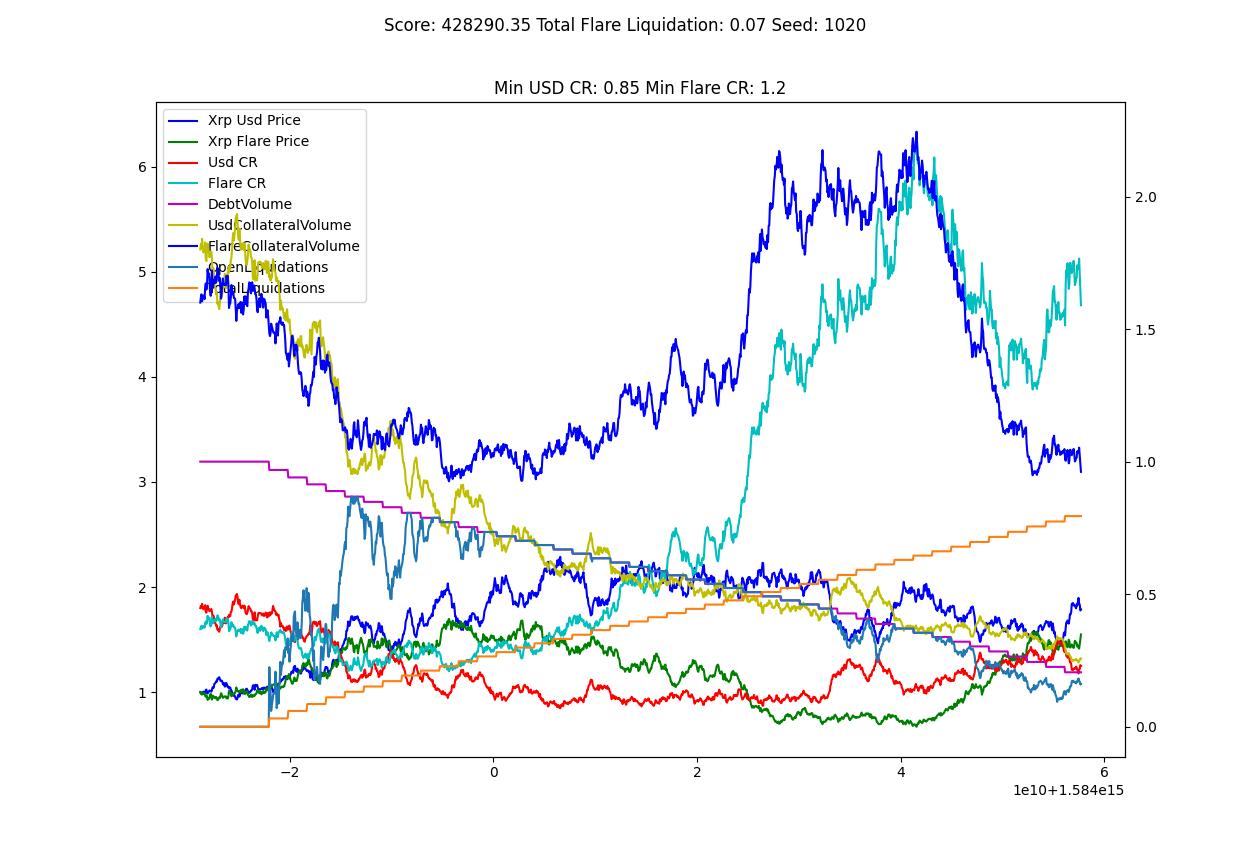 Score: 428290.35 Total Flare Liquidation: 0.07 Seed: 1020
Min USD CR: 0.85 Min Flare CR: 1.2
Xrp Usd Price
Xrp Flare Price
Usd CR
Flare CR
DebtVolume
UsdCollateralVolume
FlareCollateralVolume
OpenLiquidations
TotalLiquidations
6
5
4
3
2
1
2.0
1.5
1.0
0.5
0.0
−2
0
2
4
6
1e10+1.584e15